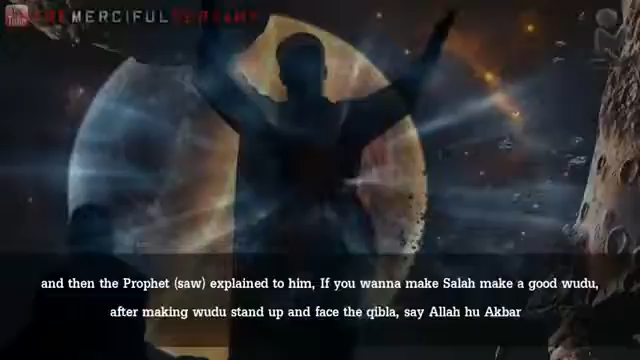 THEMERCIFULSERVANT
and then the Prophet (saw) explained to him, If you wanna make Salah make a good wudu,
after making wudu stand up and face the qibla, say Allah hu Akbar